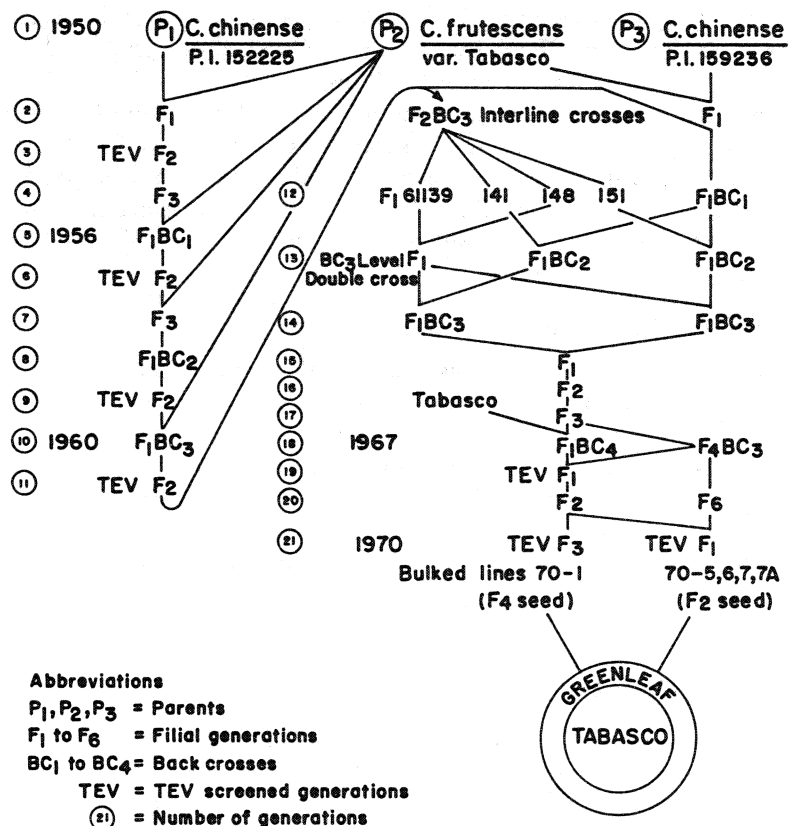 ① 1950 P₁ C. chinense P₂ C. frutescens P₃ C. chinense
P.I. 152225 var. Tabasco P.I. 159236
② F₁ F₂BC₃ Interline crosses F₁
③ TEV F₂
④ F₃ ⑫ F₁ 61139 141 148 151 F₁BC₁
⑤ 1956 F₁BC₁
⑬ BC₃ Level F₁ F₁BC₂ F₁BC₂
⑥ TEV F₂ Double cross
⑦ F₃ ⑭ F₁BC₃ F₁BC₃
⑧ F₁BC₂ ⑮ F₁
⑯ F₂
⑨ TEV F₂ Tabasco
⑰ F₃
⑩ 1960 F₁BC₃ ⑱ 1967 F₁BC₄ F₄BC₃
⑲ TEV F₁
⑪ TEV F₂
⑳ F₂ F₆
㉑ 1970 TEV F₃ TEV F₁
Bulked lines 70-1 70-5,6,7,7A
(F₄ seed) (F₂ seed)
GREENLEAF
TABASCO
Abbreviations
P₁, P₂, P₃ = Parents
F₁ to F₆ = Filial generations
BC₁ to BC₄ = Back crosses
TEV = TEV screened generations
㉑ = Number of generations